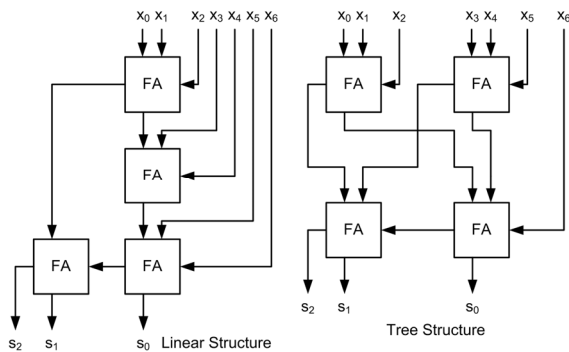 x₀ x₁ x₂ x₃ x₄ x₅ x₆
FA
FA
FA FA
s₂ s₁ s₀
Linear Structure
x₀ x₁ x₂ x₃ x₄ x₅ x₆
FA FA
FA FA
s₂ s₁ s₀
Tree Structure